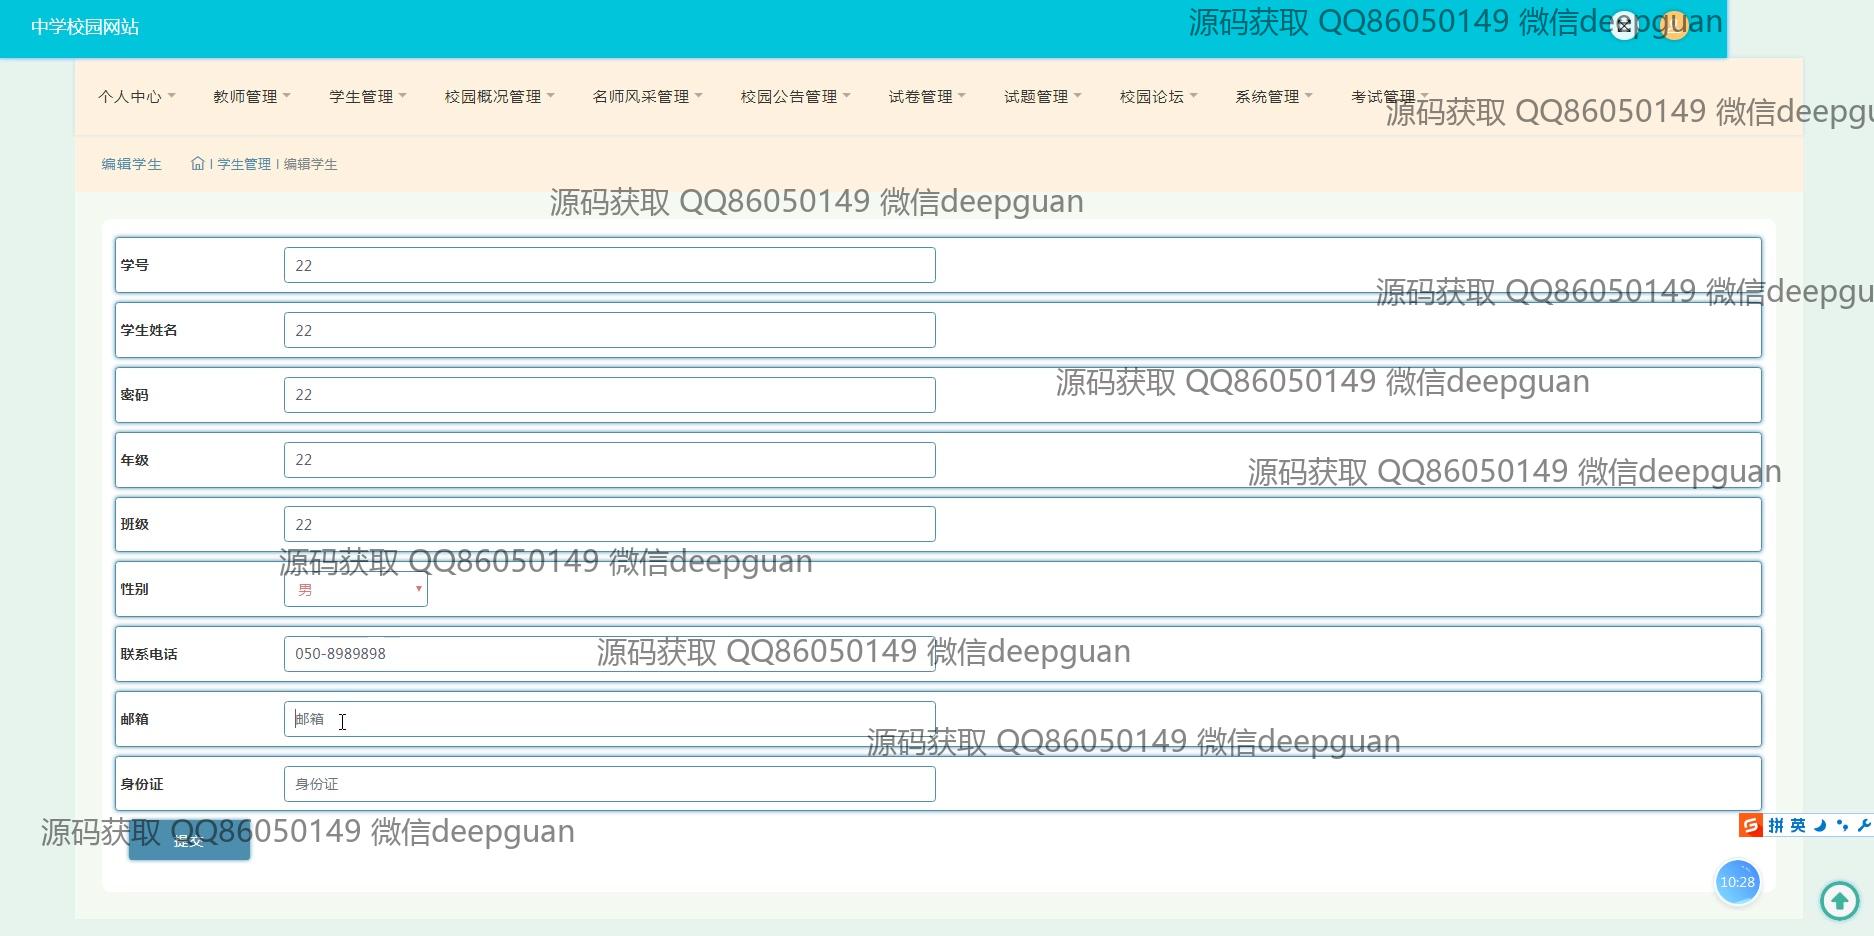 中学校园网站
源码获取 QQ86050149 微信deepguan
个人中心 教师管理 学生管理 校园概况管理 名师风采管理 校园公告管理 试卷管理 试题管理 校园论坛 系统管理 考试管理
源码获取 QQ86050149 微信deepgu
编辑学生 | 学生管理 | 编辑学生
源码获取 QQ86050149 微信deepguan
学号 22
源码获取 QQ86050149 微信deepgu
学生姓名 22
密码 22
源码获取 QQ86050149 微信deepguan
年级 22
源码获取 QQ86050149 微信deepguan
班级 22
源码获取 QQ86050149 微信deepguan
性别 男
联系电话 050-8989898
源码获取 QQ86050149 微信deepguan
邮箱 邮箱
源码获取 QQ86050149 微信deepguan
身份证 身份证
源码获取 QQ86050149 微信deepguan
提交
拼 英
10:28